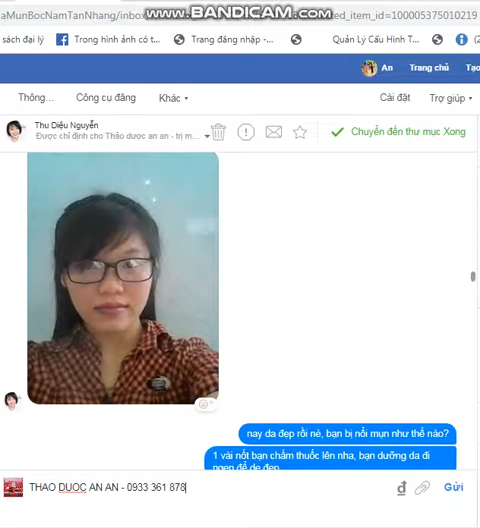 www.BANDICAM.com
aMunBocNamTanNhang/inbox
ted_item_id=100005375010219
sách đại lý
Trong hình ảnh có t...
Trang đăng nhập -...
Quản Lý Cấu Hình T...
An
Trang chủ
Tạo
Thông...
Công cụ đăng
Khác
Cài đặt
Trợ giúp
Thu Diệu Nguyễn
Được chỉ định cho Thảo dược an an - trị m...
Chuyển đến thư mục Xong
nay da đẹp rồi nè, bạn bị nổi mụn như thế nào?
1 vài nốt bạn chấm thuốc lên nha, bạn dưỡng da đi
THAO DUOC AN AN - 0933 361 878
Gửi